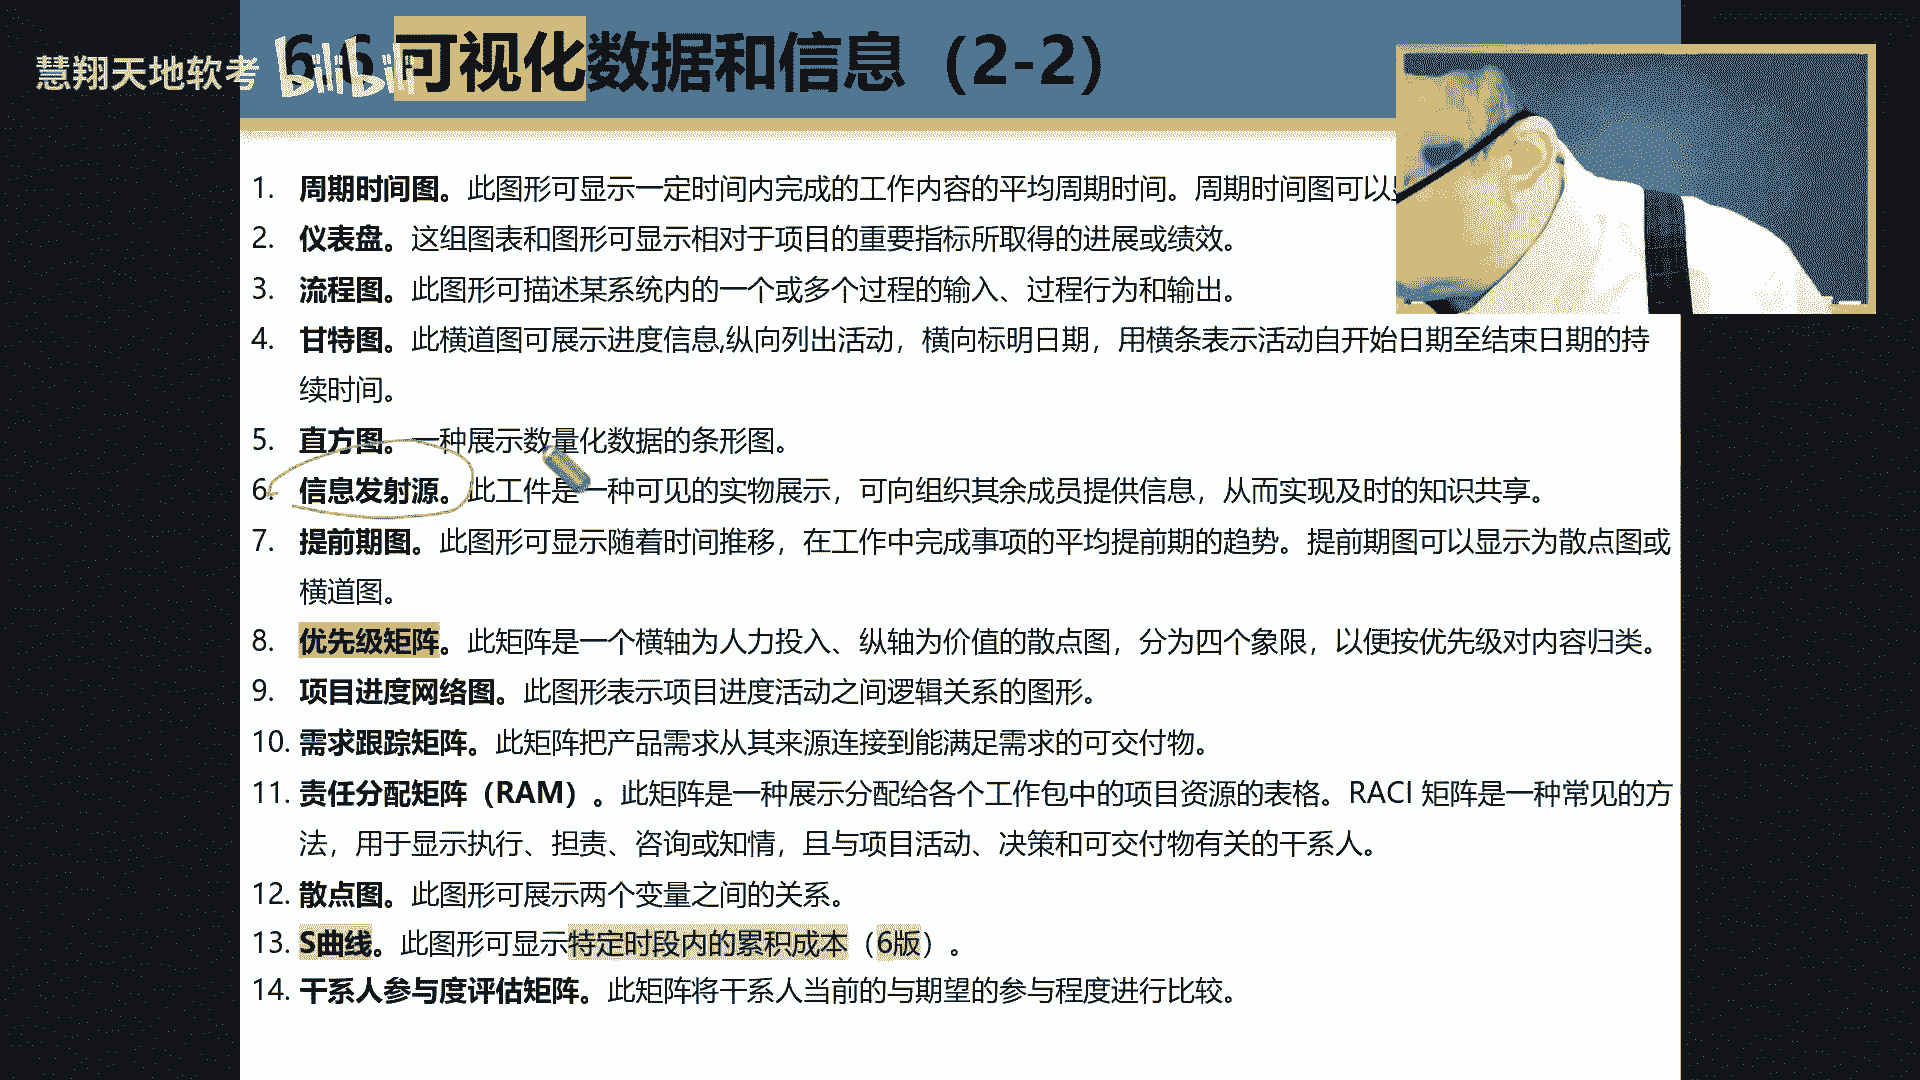 慧翔天地软考
bilibili
6.6 可视化数据和信息（2-2）
1. 周期时间图。此图形可显示一定时间内完成的工作内容的平均周期时间。周期时间图可以
2. 仪表盘。这组图表和图形可显示相对于项目的重要指标所取得的进展或绩效。
3. 流程图。此图形可描述某系统内的一个或多个过程的输入、过程行为和输出。
4. 甘特图。此横道图可展示进度信息,纵向列出活动，横向标明日期，用横条表示活动自开始日期至结束日期的持
续时间。
5. 直方图。一种展示数量化数据的条形图。
6. 信息发射源。此工件是一种可见的实物展示，可向组织其余成员提供信息，从而实现及时的知识共享。
7. 提前期图。此图形可显示随着时间推移，在工作中完成事项的平均提前期的趋势。提前期图可以显示为散点图或
横道图。
8. 优先级矩阵。此矩阵是一个横轴为人力投入、纵轴为价值的散点图，分为四个象限，以便按优先级对内容归类。
9. 项目进度网络图。此图形表示项目进度活动之间逻辑关系的图形。
10. 需求跟踪矩阵。此矩阵把产品需求从其来源连接到能满足需求的可交付物。
11. 责任分配矩阵（RAM）。此矩阵是一种展示分配给各个工作包中的项目资源的表格。RACI 矩阵是一种常见的方
法，用于显示执行、担责、咨询或知情，且与项目活动、决策和可交付物有关的干系人。
12. 散点图。此图形可展示两个变量之间的关系。
13. S曲线。此图形可显示特定时段内的累积成本（6版）。
14. 干系人参与度评估矩阵。此矩阵将干系人当前的与期望的参与程度进行比较。